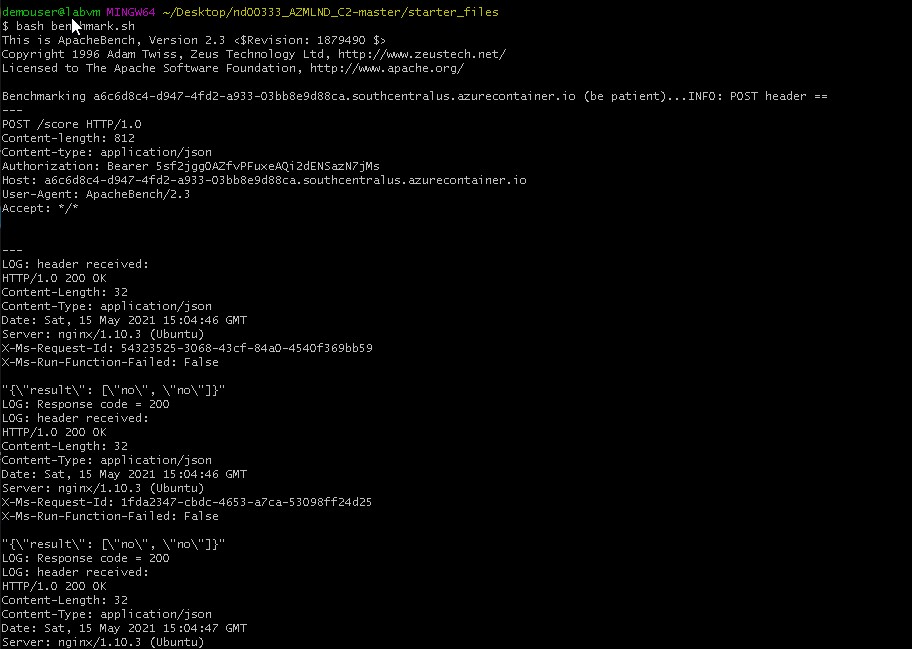 demouser@labvm MINGW64 ~/Desktop/nd00333_AZMLND_C2-master/starter_files
$ bash benchmark.sh
This is ApacheBench, Version 2.3 <$Revision: 1879490 $>
Copyright 1996 Adam Twiss, Zeus Technology Ltd, http://www.zeustech.net/
Licensed to The Apache Software Foundation, http://www.apache.org/

Benchmarking a6c6d8c4-d947-4fd2-a933-03bb8e9d88ca.southcentralus.azurecontainer.io (be patient)...INFO: POST header ==
---
POST /score HTTP/1.0
Content-length: 812
Content-type: application/json
Authorization: Bearer 5sf2jggOAZfvPFuxeAQi2dENSazN7jMs
Host: a6c6d8c4-d947-4fd2-a933-03bb8e9d88ca.southcentralus.azurecontainer.io
User-Agent: ApacheBench/2.3
Accept: */*

---
LOG: header received:
HTTP/1.0 200 OK
Content-Length: 32
Content-Type: application/json
Date: Sat, 15 May 2021 15:04:46 GMT
Server: nginx/1.10.3 (Ubuntu)
X-Ms-Request-Id: 54323525-3068-43cf-84a0-4540f369bb59
X-Ms-Run-Function-Failed: False

"{\"result\": [\"no\", \"no\"]}"
LOG: Response code = 200
LOG: header received:
HTTP/1.0 200 OK
Content-Length: 32
Content-Type: application/json
Date: Sat, 15 May 2021 15:04:46 GMT
Server: nginx/1.10.3 (Ubuntu)
X-Ms-Request-Id: 1fda2347-cbdc-4653-a7ca-53098ff24d25
X-Ms-Run-Function-Failed: False

"{\"result\": [\"no\", \"no\"]}"
LOG: Response code = 200
LOG: header received:
HTTP/1.0 200 OK
Content-Length: 32
Content-Type: application/json
Date: Sat, 15 May 2021 15:04:47 GMT
Server: nginx/1.10.3 (Ubuntu)